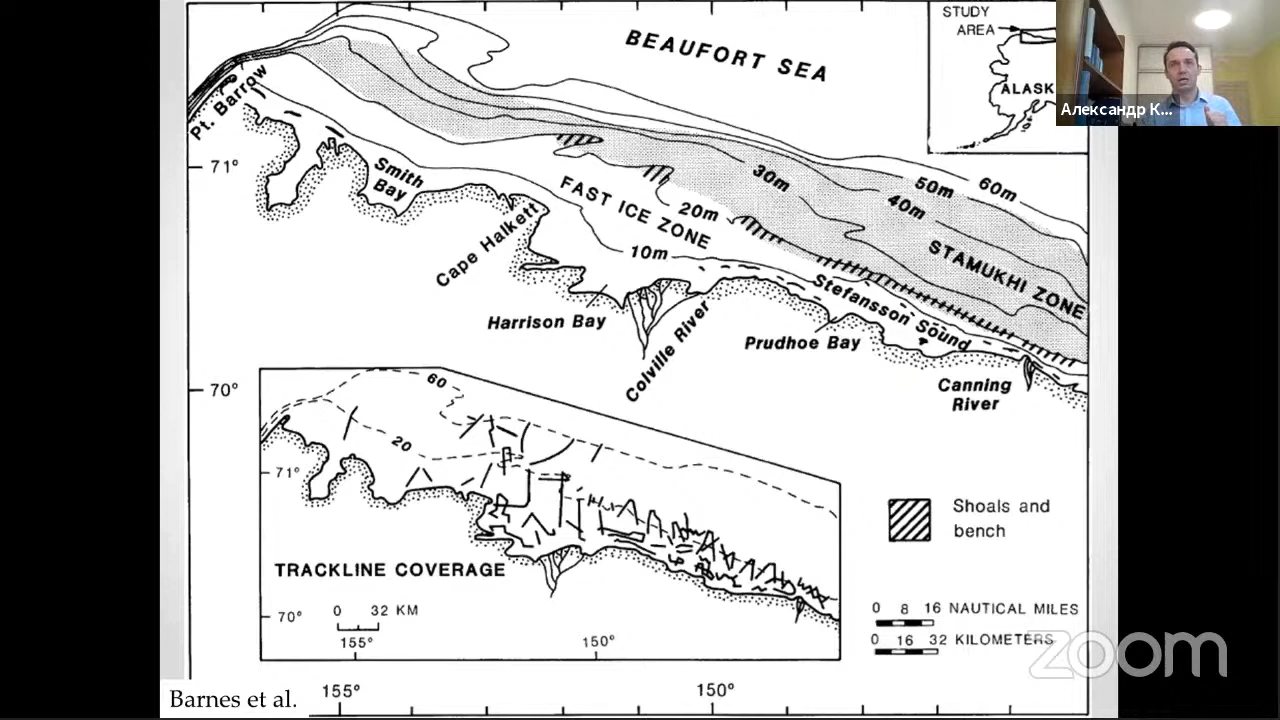 STUDY
AREA
ALASK
Александр К...
BEAUFORT SEA
Pt. Barrow
71°
Smith
Bay
FAST ICE ZONE
20m
30m
50m
60m
40m
STAMUKHI ZONE
Cape Halkett
10m
Stefansson Sound
Harrison Bay
Colville River
Prudhoe Bay
Canning
River
70°
60
20
71°
TRACKLINE COVERAGE
0 32 KM
70°
155°
150°
Shoals and
bench
0 8 16 NAUTICAL MILES
0 16 32 KILOMETERS
zoom
Barnes et al.
155°
150°